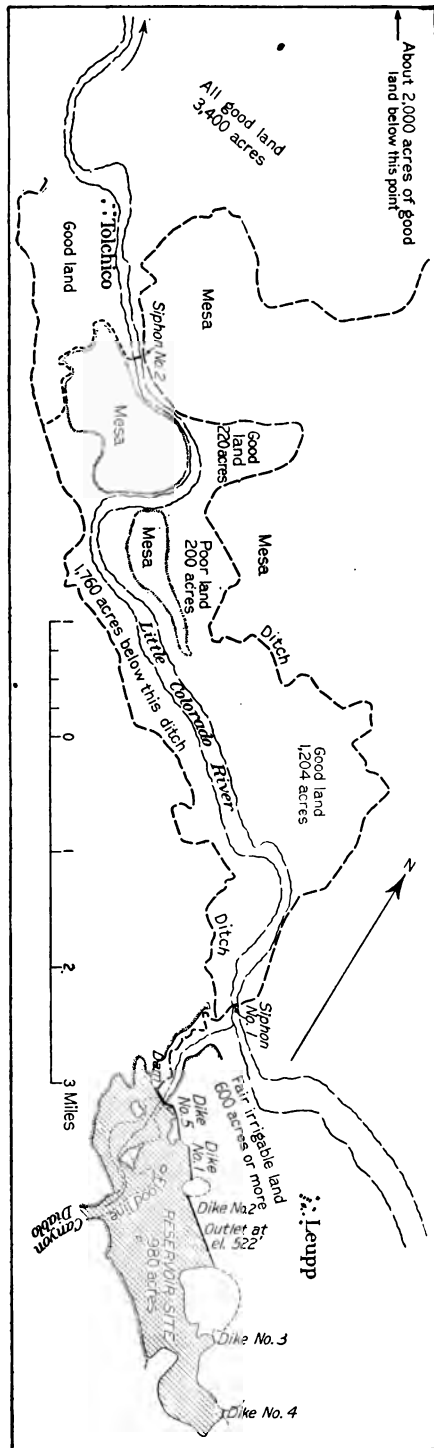 About 2,000 acres of good
land below this point
All good land
3,400 acres
Tolchico
Good land
Mesa
Siphon No. 2
Mesa
Good
land
220 acres
Mesa
Poor land
200 acres
Mesa
Ditch
1,760 acres below this ditch
Little Colorado River
Good land
1,204 acres
1 0 1 2 3 Miles
N
Ditch
Siphon
No. 1
Dam
Fair irrigable land
600 acres or more
Leupp
Dike
No. 5
Dike
No. 1
Dike No. 2
Outlet at
el. 522'
Flood line
RESERVOIR SITE
980 acres
Canyon
Diablo
Dike No. 3
Dike No. 4